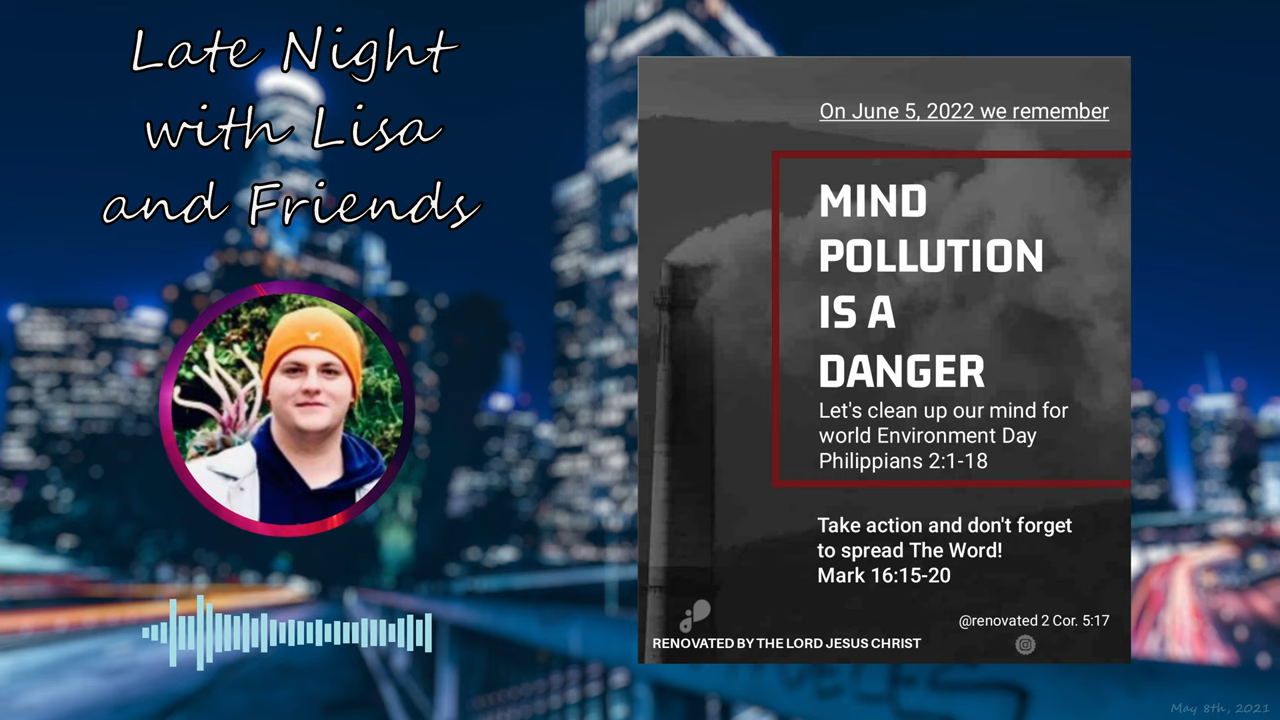 Late Night
with Lisa
and Friends
On June 5, 2022 we remember
MIND
POLLUTION
IS A
DANGER
Let's clean up our mind for
world Environment Day
Philippians 2:1-18
Take action and don't forget
to spread The Word!
Mark 16:15-20
@renovated 2 Cor. 5:17
RENOVATED BY THE LORD JESUS CHRIST
May 8th, 2021